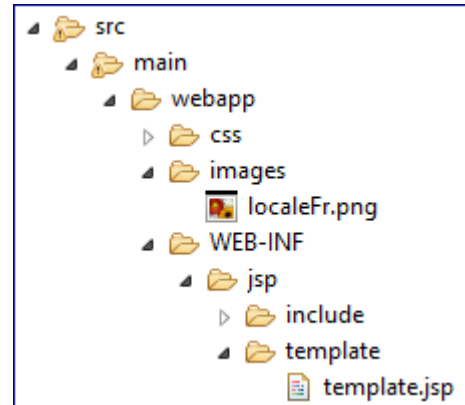 src
main
webapp
css
images
localeFr.png
WEB-INF
jsp
include
template
template.jsp